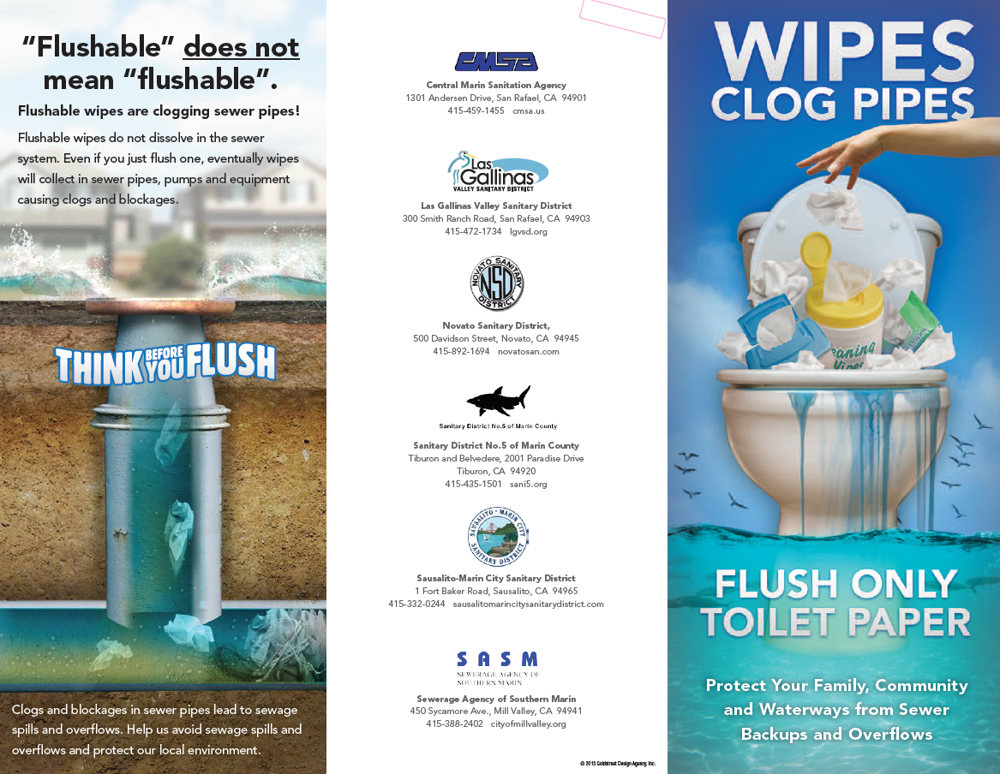 “Flushable” does not
mean “flushable”.
Flushable wipes are clogging sewer pipes!
Flushable wipes do not dissolve in the sewer
system. Even if you just flush one, eventually wipes
will collect in sewer pipes, pumps and equipment
causing clogs and blockages.
THINK BEFORE YOU FLUSH
Clogs and blockages in sewer pipes lead to sewage
spills and overflows. Help us avoid sewage spills and
overflows and protect our local environment.
CMSA
Central Marin Sanitation Agency
1301 Andersen Drive, San Rafael, CA 94901
415-459-1455 cmsa.us
Las
Gallinas
VALLEY SANITARY DISTRICT
Las Gallinas Valley Sanitary District
300 Smith Ranch Road, San Rafael, CA 94903
415-472-1734 lgvsd.org
NOVATO SANITARY
NSD
DISTRICT
Novato Sanitary District,
500 Davidson Street, Novato, CA 94945
415-892-1694 novatosan.com
Sanitary District No.5 of Marin County
Sanitary District No.5 of Marin County
Tiburon and Belvedere, 2001 Paradise Drive
Tiburon, CA 94920
415-435-1501 sani5.org
SAUSALITO • MARIN CITY
SANITARY DISTRICT
Sausalito-Marin City Sanitary District
1 Fort Baker Road, Sausalito, CA 94965
415-332-0244 sausalitomarincitysanitarydistrict.com
SASM
SEWERAGE AGENCY OF
SOUTHERN MARIN
Sewerage Agency of Southern Marin
450 Sycamore Ave., Mill Valley, CA 94941
415-388-2402 cityofmillvalley.org
© 2013 Goldstreet Design Agency, Inc.
WIPES
CLOG PIPES
eaning
Wipes
Wipes
FLUSH ONLY
TOILET PAPER
Protect Your Family, Community
and Waterways from Sewer
Backups and Overflows